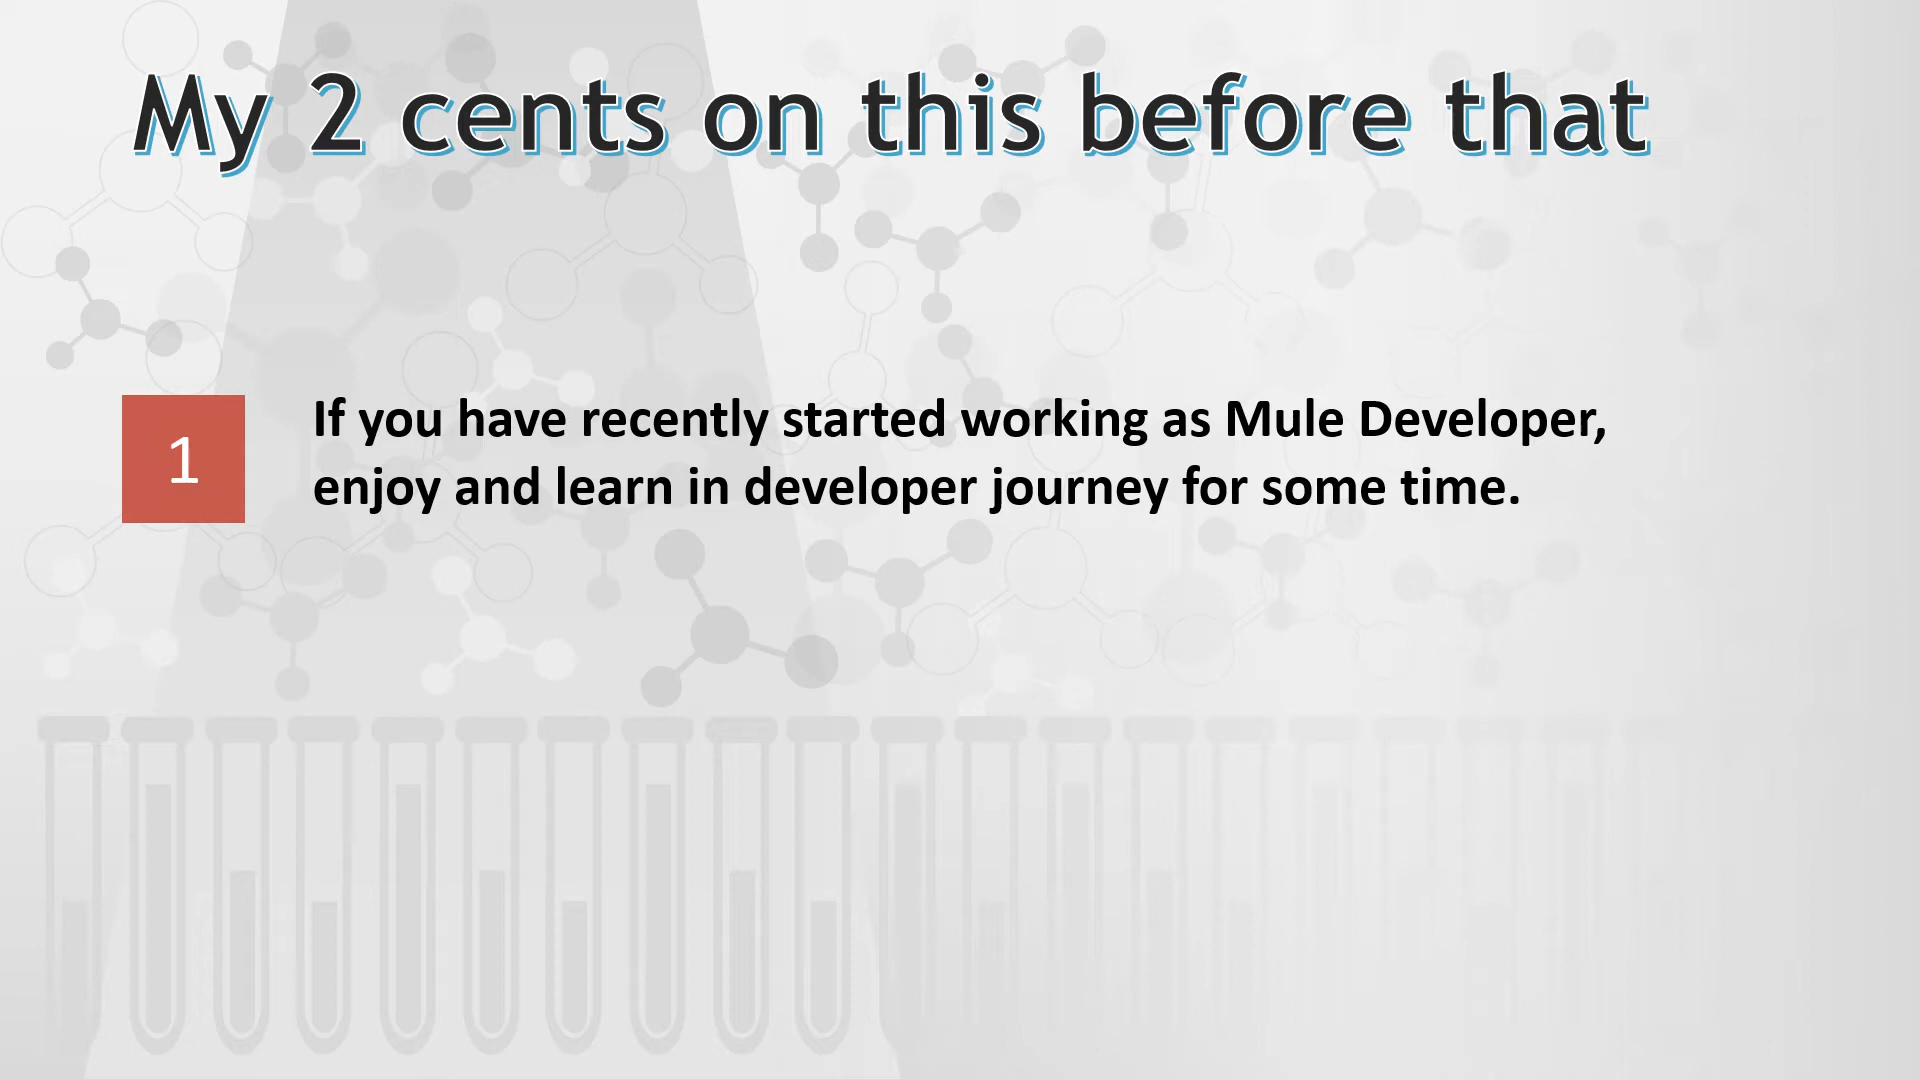 My 2 cents on this before that
1
If you have recently started working as Mule Developer,
enjoy and learn in developer journey for some time.